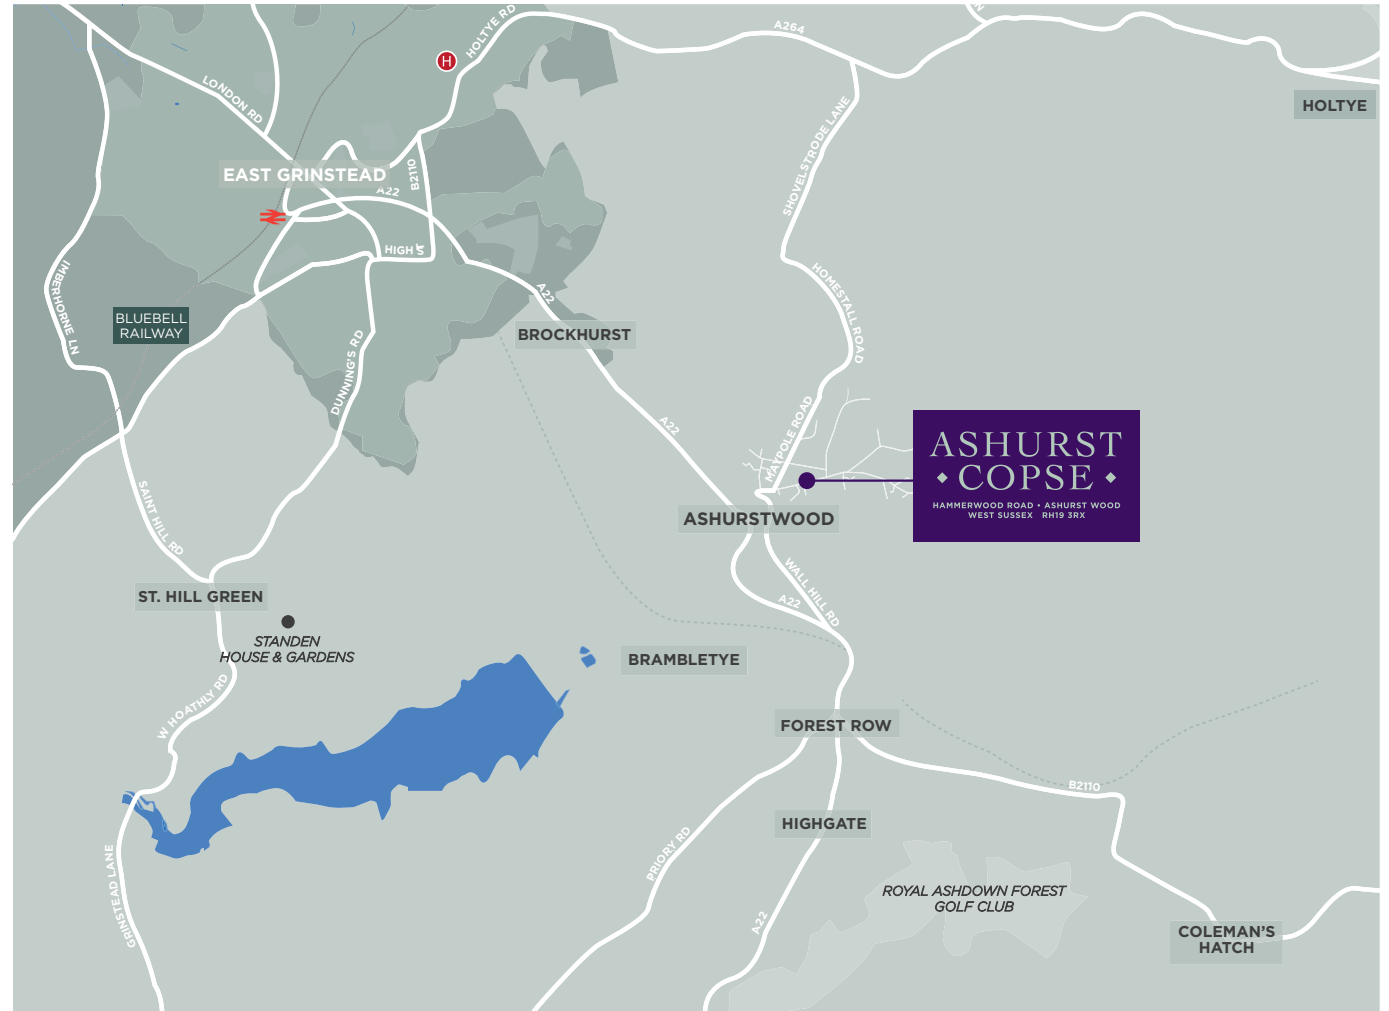 HOLTYE RD
A264
N
H
LONDON RD
HOLTYE
SHOVELSTRODE LANE
EAST GRINSTEAD
B2110
A22
HIGH S
IMBERHORNE LN
HOMESTALL ROAD
A22
BLUEBELL
RAILWAY
BROCKHURST
DUNNING'S RD
MAYPOLE ROAD
A22
ASHURST
COPSE
HAMMERWOOD ROAD • ASHURST WOOD
WEST SUSSEX RH19 3RX
SAINT HILL RD
ASHURSTWOOD
WALL HILL RD
A22
ST. HILL GREEN
STANDEN
HOUSE & GARDENS
BRAMBLETYE
W HOATHLY RD
FOREST ROW
B2110
HIGHGATE
PRIORY RD
GRINSTEAD LANE
ROYAL ASHDOWN FOREST
GOLF CLUB
A22
COLEMAN'S
HATCH